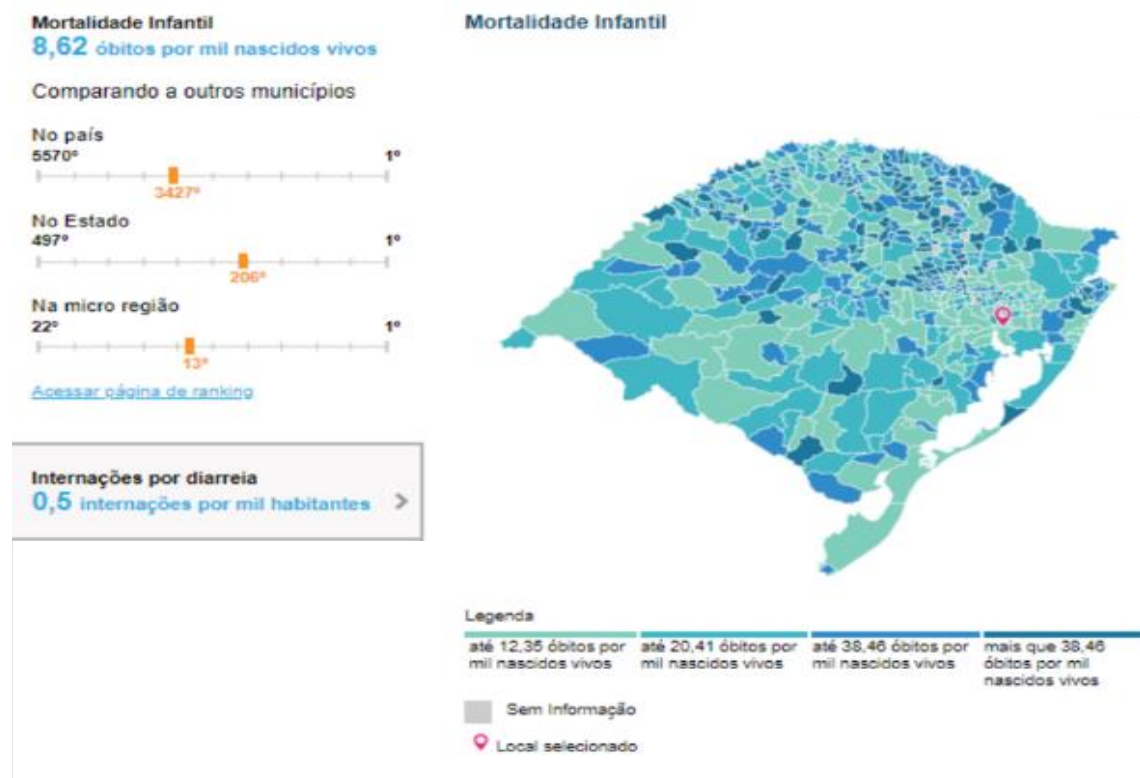 Mortalidade Infantil
8,62 óbitos por mil nascidos vivos
Comparando a outros municípios
No país
5570º 1º
3427º
No Estado
497º 1º
206º
Na micro região
22º 1º
13º
Acessar página de ranking
Internações por diarreia
0,5 internações por mil habitantes >
Mortalidade Infantil
Legenda
até 12,35 óbitos por
mil nascidos vivos
até 20,41 óbitos por
mil nascidos vivos
até 38,46 óbitos por
mil nascidos vivos
mais que 38,46
óbitos por mil
nascidos vivos
Sem Informação
Local selecionado